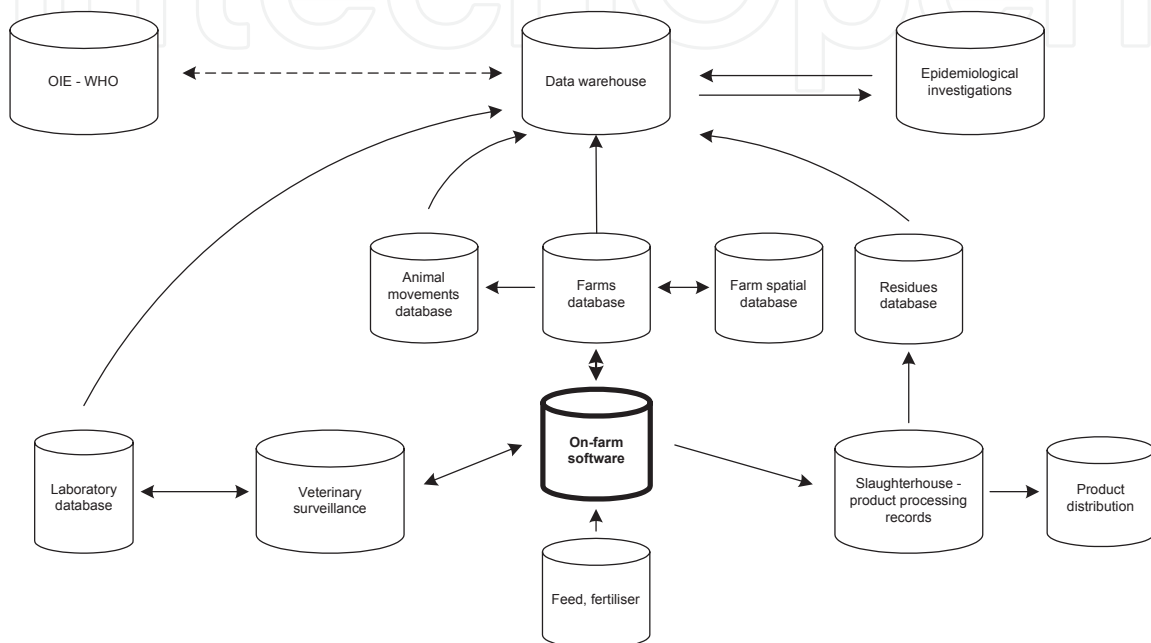 OIE - WHO
Data warehouse
Epidemiological
investigations
Animal
movements
database
Farms
database
Farm spatial
database
Residues
database
On-farm
software
Laboratory
database
Veterinary
surveillance
Slaughterhouse -
product processing
records
Product
distribution
Feed, fertiliser